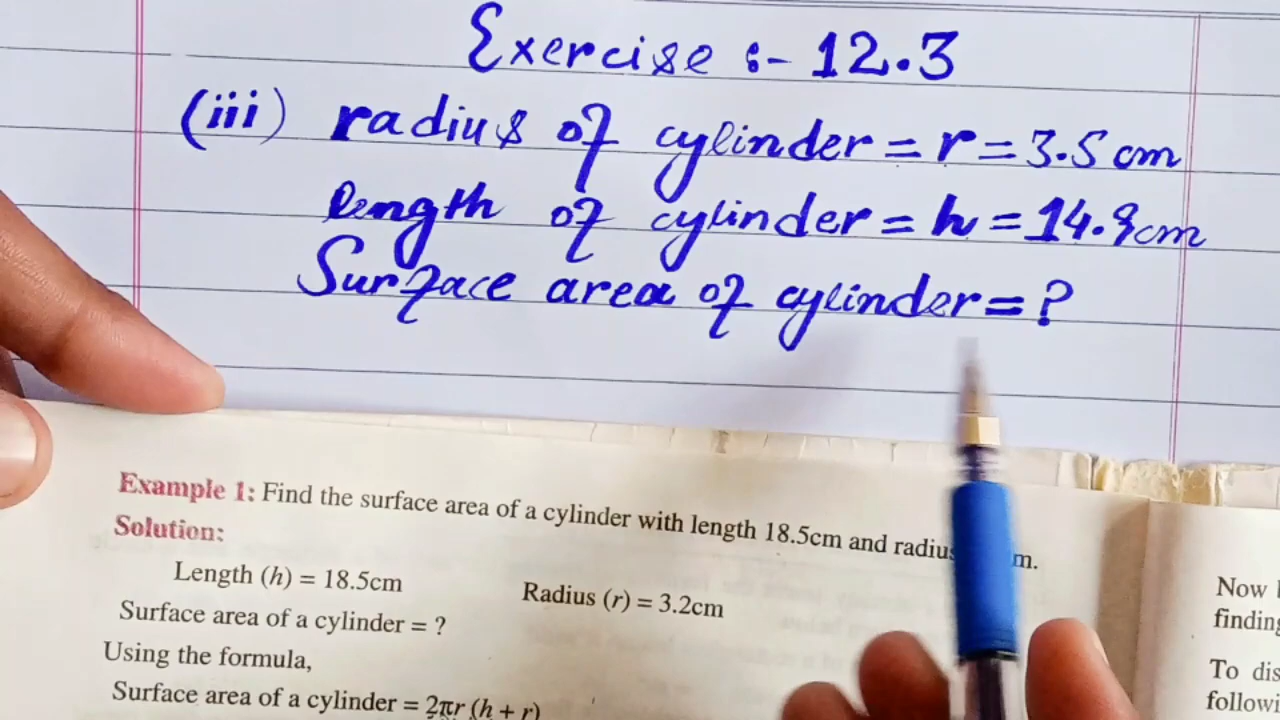 Exercise :- 12.3
(iii) radius of cylinder = r = 3.5 cm
length of cylinder = h = 14.9cm
Surface area of cylinder = ?
Example 1: Find the surface area of a cylinder with length 18.5cm and radius m.
Solution:
Length (h) = 18.5cm Radius (r) = 3.2cm
Surface area of a cylinder = ?
Using the formula,
Surface area of a cylinder = 2πr (h + r)
Now
finding
To dis
followi